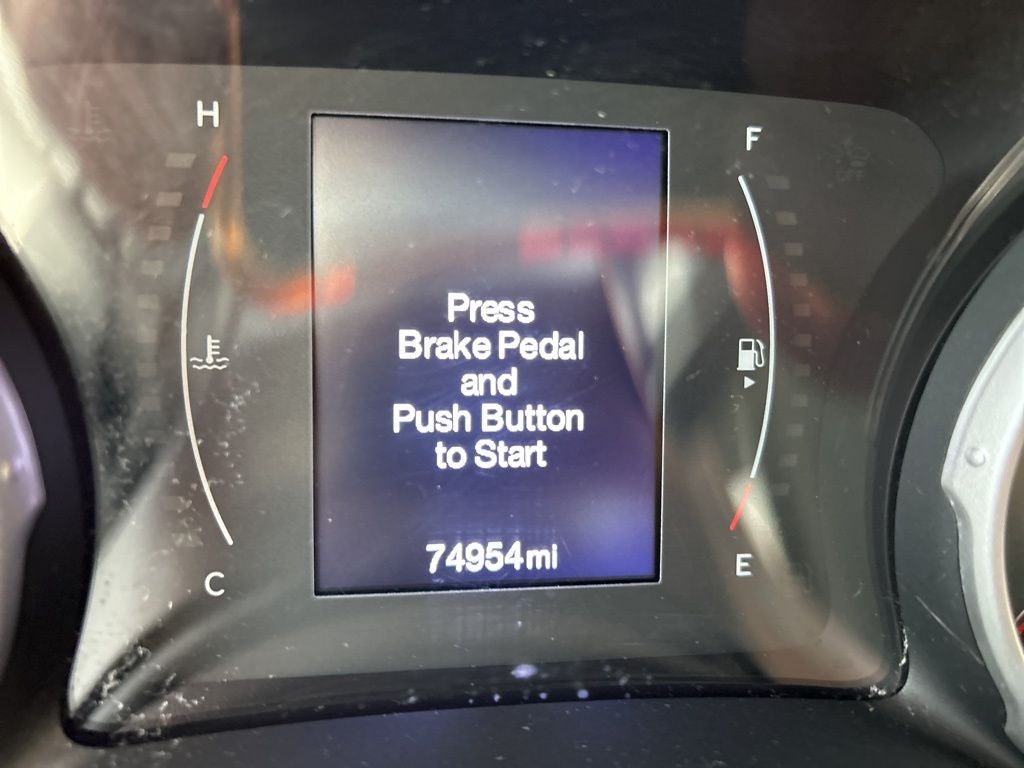 H
F
Press
Brake Pedal
and
Push Button
to Start
74954mi
C
E